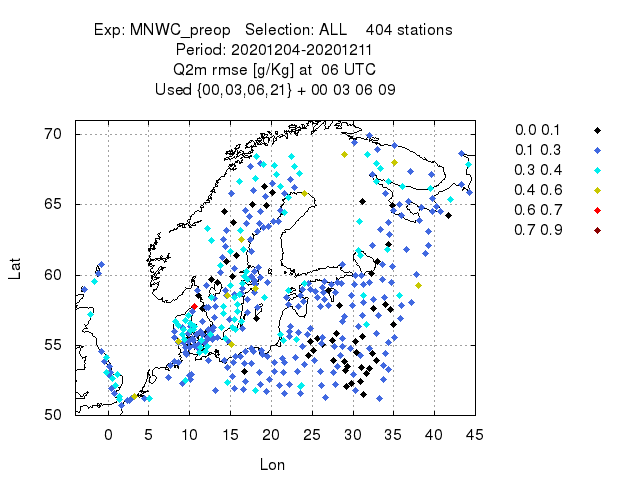 Exp: MNWC_preop Selection: ALL 404 stations
Period: 20201204-20201211
Q2m rmse [g/Kg] at 06 UTC
Used {00,03,06,21} + 00 03 06 09
0.0 0.1
0.1 0.3
0.3 0.4
0.4 0.6
0.6 0.7
0.7 0.9
Lat
70
65
60
55
50
0 5 10 15 20 25 30 35 40 45
Lon